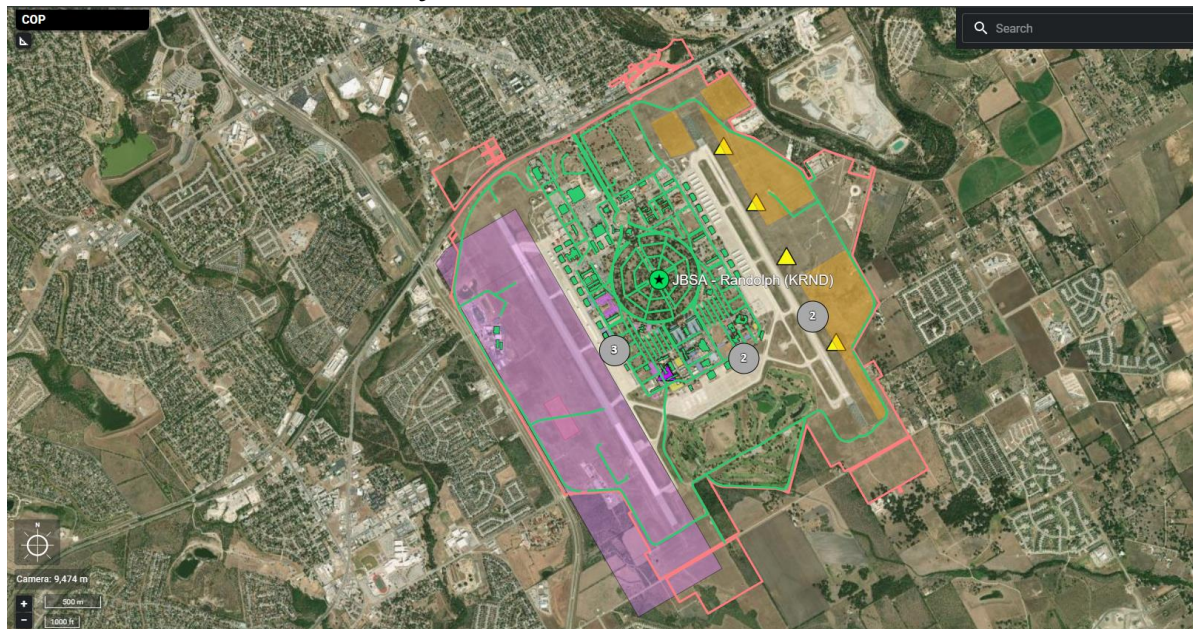 COP
Search
JBSA - Randolph (KRND)
2
3
2
N
Camera: 9,474 m
+
500 m
-
1000 ft